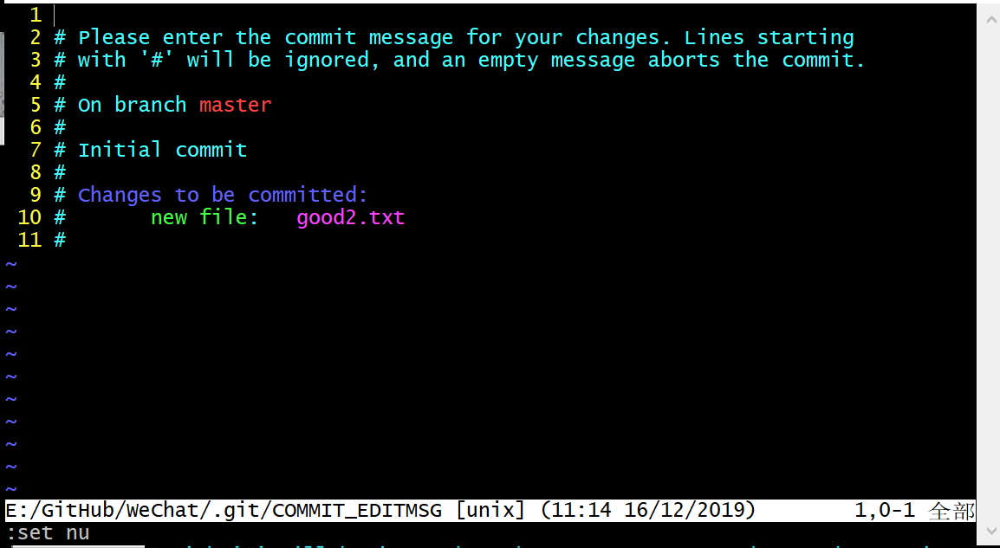 1
2 # Please enter the commit message for your changes. Lines starting
3 # with '#' will be ignored, and an empty message aborts the commit.
4 #
5 # On branch master
6 #
7 # Initial commit
8 #
9 # Changes to be committed:
10 #       new file:   good2.txt
11 #
~
~
~
~
~
~
~
~
~
~
~
E:/GitHub/WeChat/.git/COMMIT_EDITMSG [unix] (11:14 16/12/2019)        1,0-1 全部
:set nu